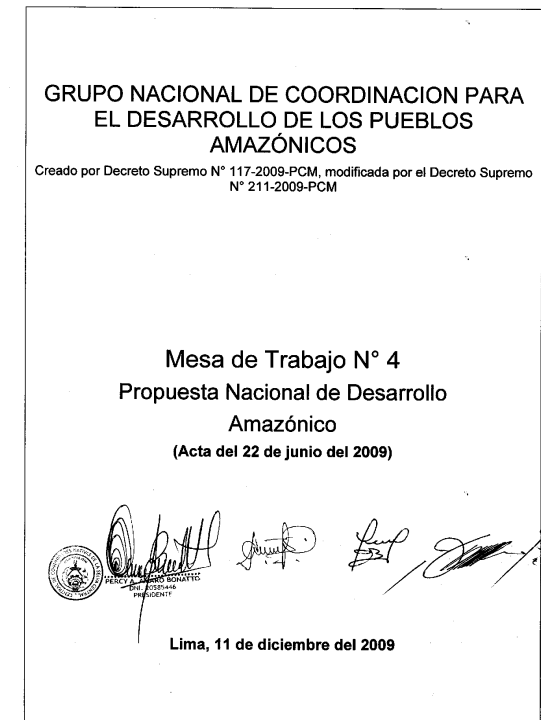 GRUPO NACIONAL DE COORDINACION PARA
EL DESARROLLO DE LOS PUEBLOS
AMAZÓNICOS
Creado por Decreto Supremo N° 117-2009-PCM, modificada por el Decreto Supremo
N° 211-2009-PCM
Mesa de Trabajo N° 4
Propuesta Nacional de Desarrollo
Amazónico
(Acta del 22 de junio del 2009)
PERCY A. BONATTO
DNI. 20585446
PRESIDENTE
Lima, 11 de diciembre del 2009